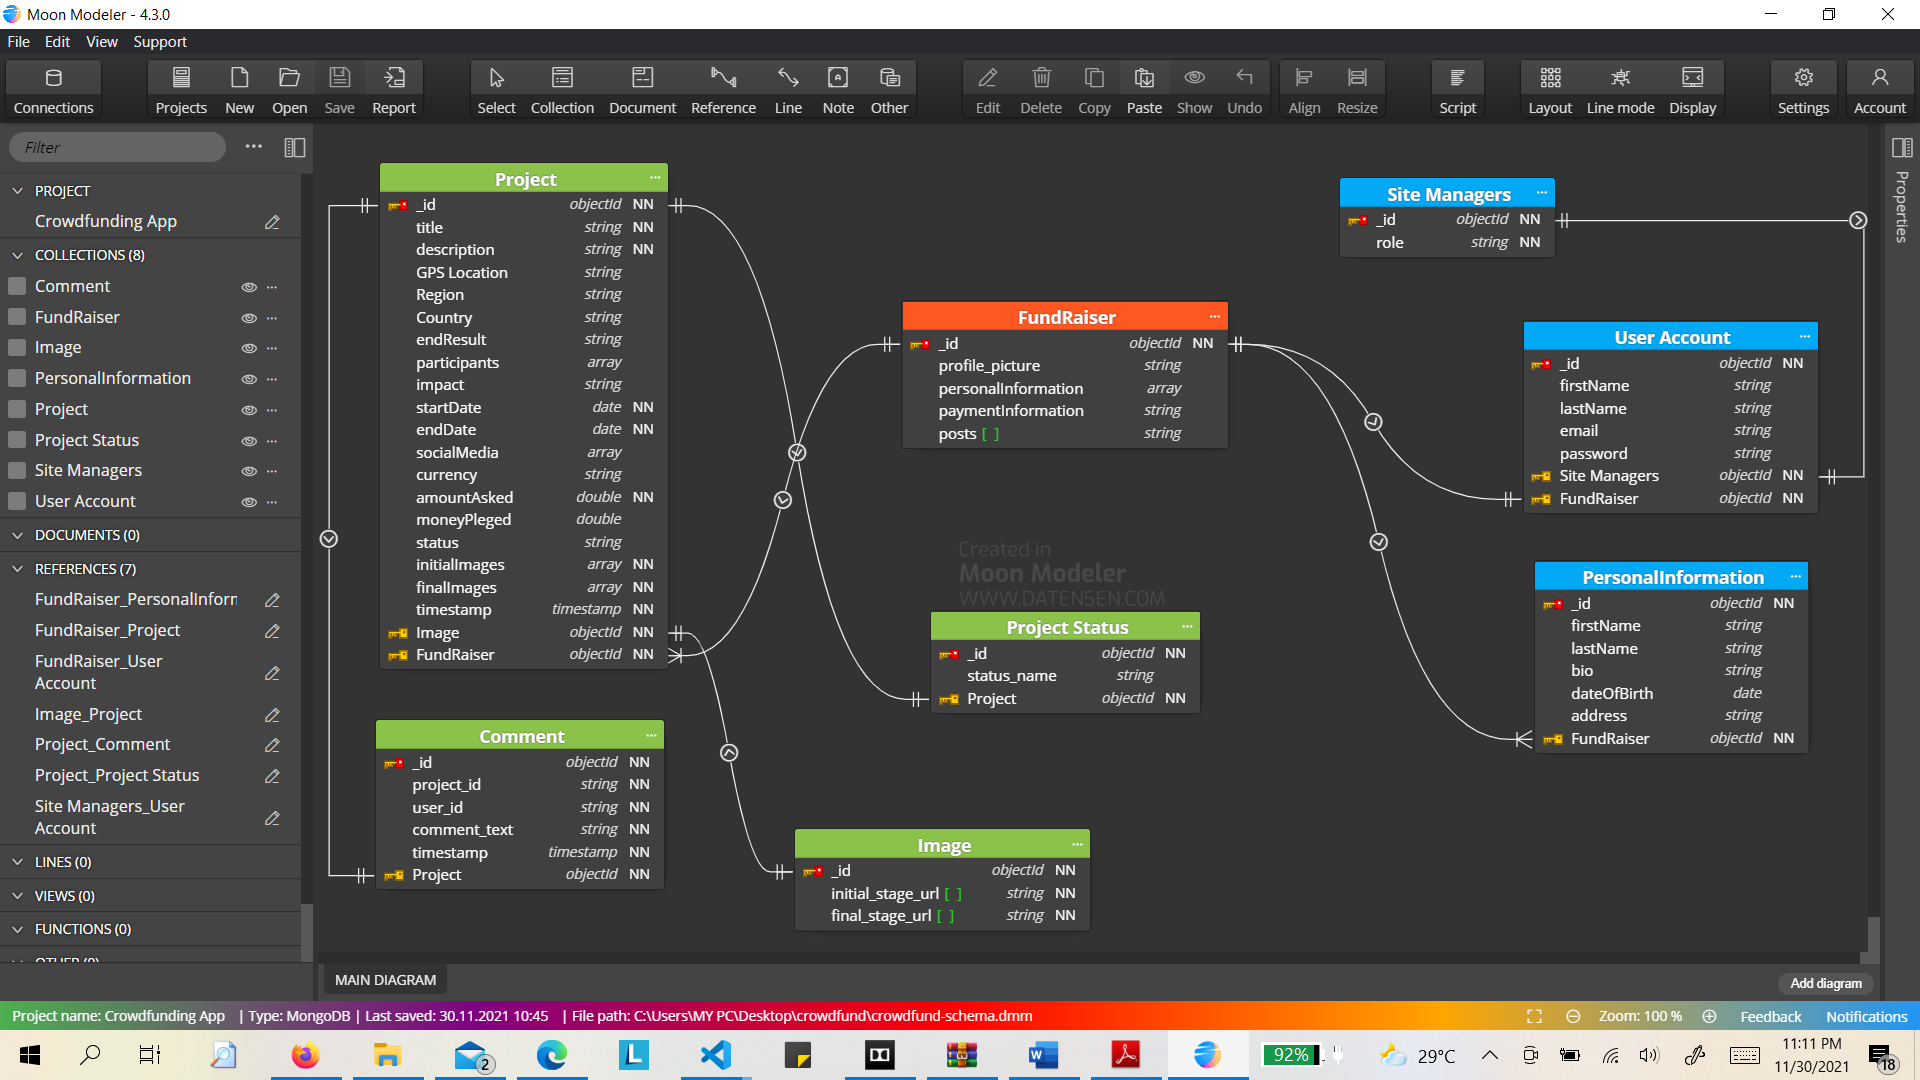 Moon Modeler - 4.3.0
File Edit View Support
Connections Projects New Open Save Report Select Collection Document Reference Line Note Other Edit Delete Copy Paste Show Undo Align Resize Script Layout Line mode Display Settings Account
Filter
PROJECT
Crowdfunding App
COLLECTIONS (8)
Comment
FundRaiser
Image
PersonalInformation
Project
Project Status
Site Managers
User Account
DOCUMENTS (0)
REFERENCES (7)
FundRaiser_PersonalInforn
FundRaiser_Project
FundRaiser_User
Account
Image_Project
Project_Comment
Project_Project Status
Site Managers_User
Account
LINES (0)
VIEWS (0)
FUNCTIONS (0)
OTHER (0)
Project
_id objectId NN
title string NN
description string NN
GPS Location string
Region string
Country string
endResult string
participants array
impact string
startDate date NN
endDate date NN
socialMedia array
currency string
amountAsked double NN
moneyPleged double
status string
initialImages array NN
finalImages array NN
timestamp timestamp NN
Image objectId NN
FundRaiser objectId NN
Comment
_id objectId NN
project_id string NN
user_id string NN
comment_text string NN
timestamp timestamp NN
Project objectId NN
FundRaiser
_id objectId NN
profile_picture string
personalInformation array
paymentInformation string
posts [ ] string
Created in
Moon Modeler
WWW.DATENSEN.COM
Project Status
_id objectId NN
status_name string
Project objectId NN
Image
_id objectId NN
initial_stage_url [ ] string NN
final_stage_url [ ] string NN
Site Managers
_id objectId NN
role string NN
User Account
_id objectId NN
firstName string
lastName string
email string
password string
Site Managers objectId NN
FundRaiser objectId NN
PersonalInformation
_id objectId NN
firstName string
lastName string
bio string
dateOfBirth date
address string
FundRaiser objectId NN
Properties
MAIN DIAGRAM
Add diagram
Project name: Crowdfunding App | Type: MongoDB | Last saved: 30.11.2021 10:45 | File path: C:\Users\MY PC\Desktop\crowdfund\crowdfund-schema.dmm
Zoom: 100 % Feedback Notifications
2
L
W
92%
29°C
11:11 PM
11/30/2021
18